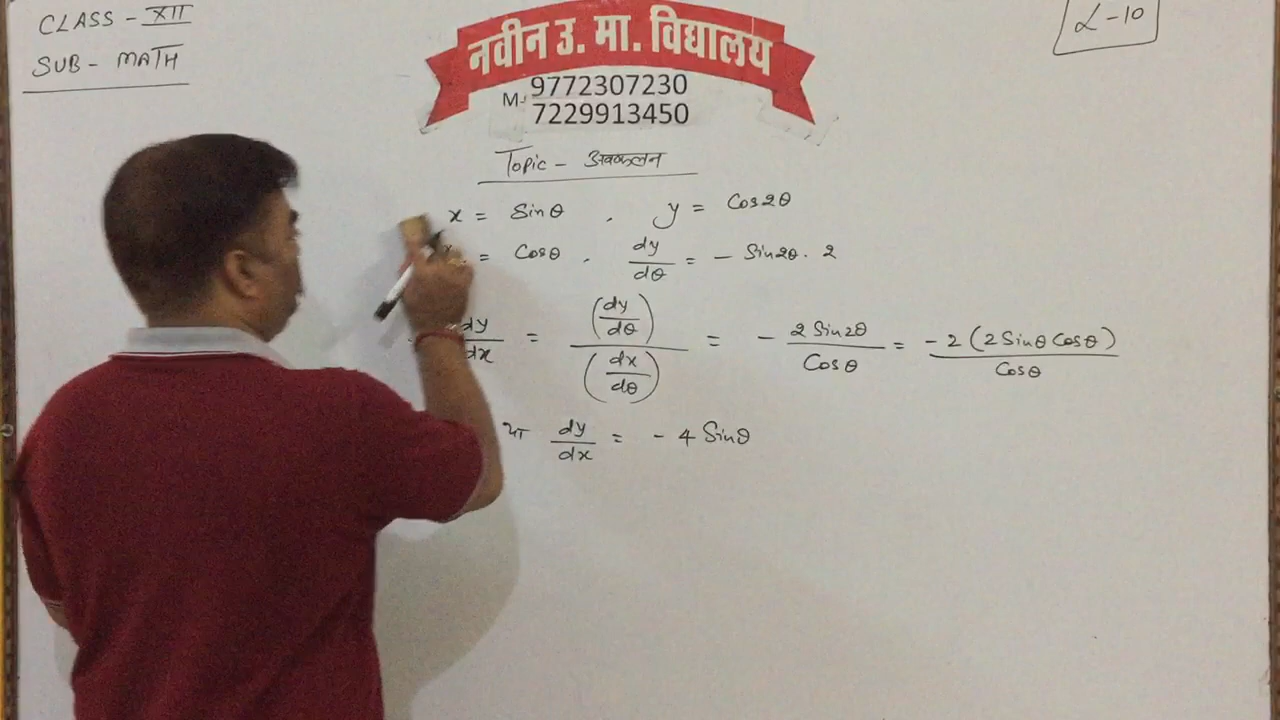 CLASS - XII
SUB - MATH
L-10
नवीन उ. मा. विद्यालय
M. 9772307230
7229913450
Topic - अवकलन
x = Sinθ , y = Cos2θ
= Cosθ , dy/dθ = - Sin2θ · 2
dy/dx = (dy/dθ)/(dx/dθ) = - 2 Sin2θ/Cosθ = -2 (2 Sinθ Cosθ)/Cosθ
या dy/dx = - 4 Sinθ